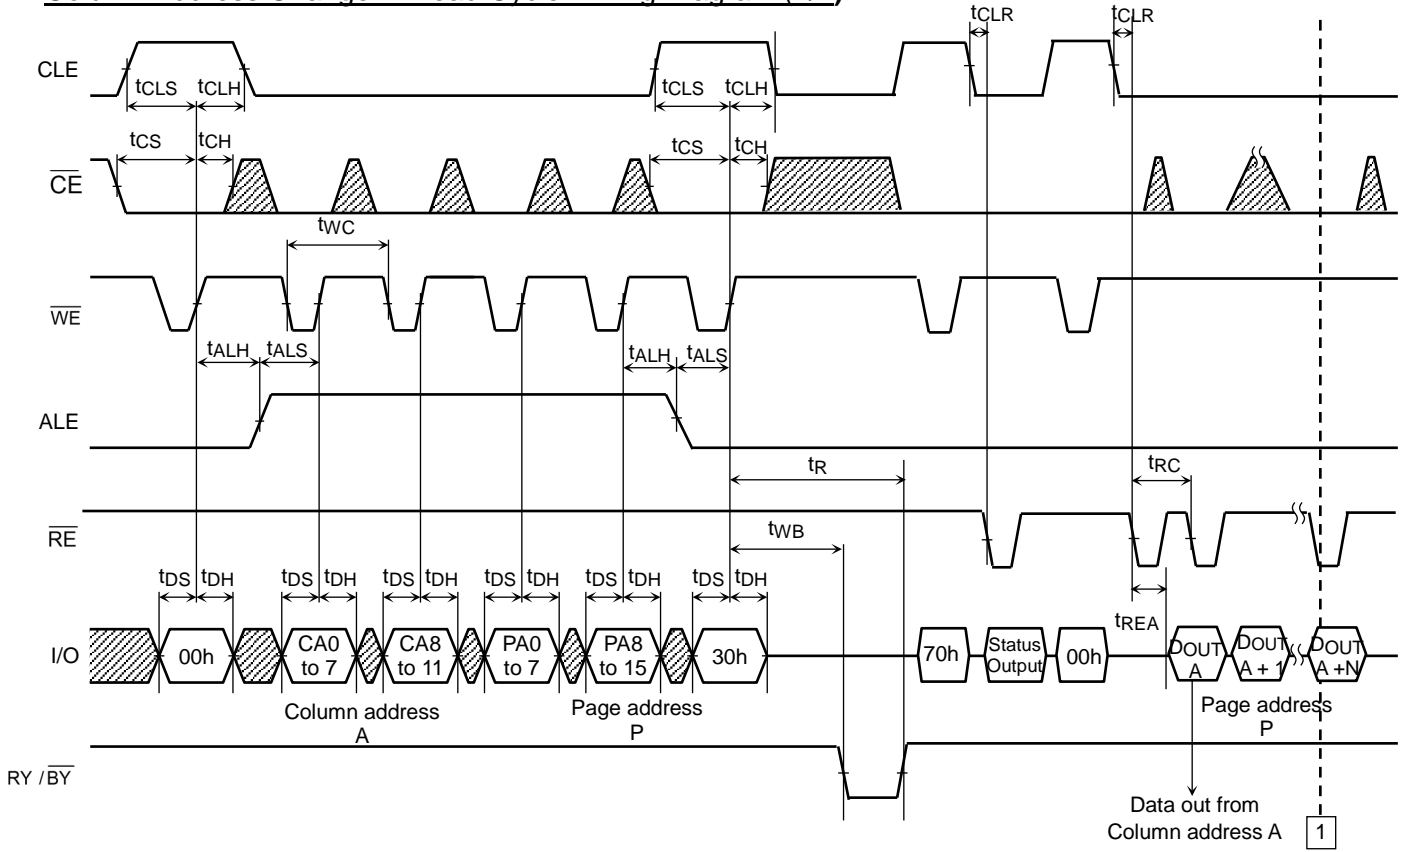 tCLR tCLR
CLE
tCLS tCLH tCLS tCLH
tCS tCH tCS tCH
CE
tWC
WE
tALH tALS tALH tALS
ALE
tR tRC
RE
tWB
tDS tDH tDS tDH tDS tDH tDS tDH tDS tDH tDS tDH
tREA
I/O
00h
CA0
to 7
CA8
to 11
PA0
to 7
PA8
to 15
30h
70h
Status
Output
00h
DOUT
A
DOUT
A + 1
DOUT
A +N
Column address
A
Page address
P
Page address
P
RY /BY
Data out from
Column address A
1